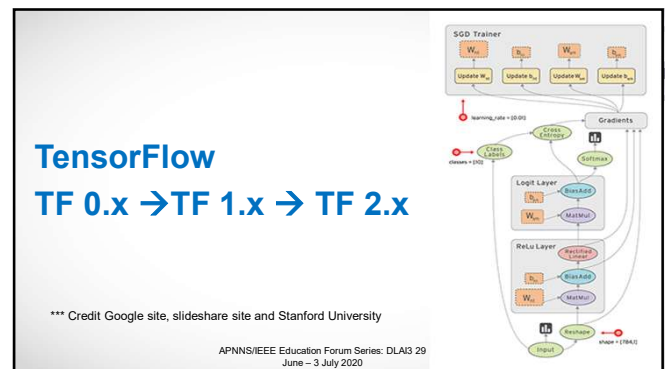 TensorFlow
TF 0.x →TF 1.x → TF 2.x
*** Credit Google site, slideshare site and Stanford University
APNNS/IEEE Education Forum Series: DLAI3 29
June – 3 July 2020
SGD Trainer
Update W
Update b
Update W
Update b
learning_rate = [0.01]
Gradients
Cross
Entropy
Class
Labels
classes = [10]
Softmax
Logit Layer
BiasAdd
MatMul
ReLu Layer
Rectified
Linear
BiasAdd
MatMul
Reshape
shape = [784,1]
Input